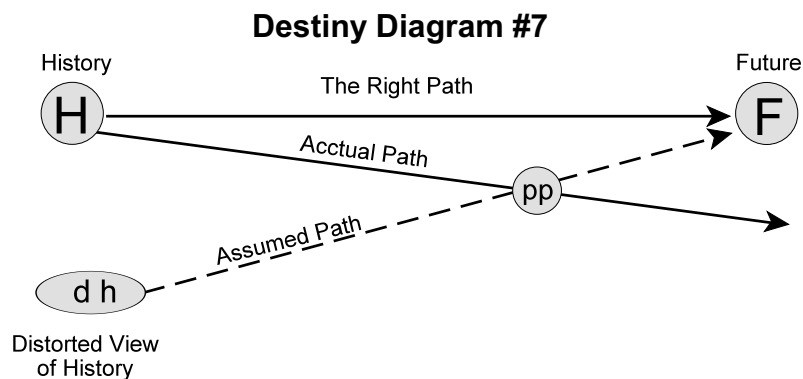 Destiny Diagram #7
History
Future
The Right Path
H
F
Acctual Path
pp
Assumed Path
d h
Distorted View
of History